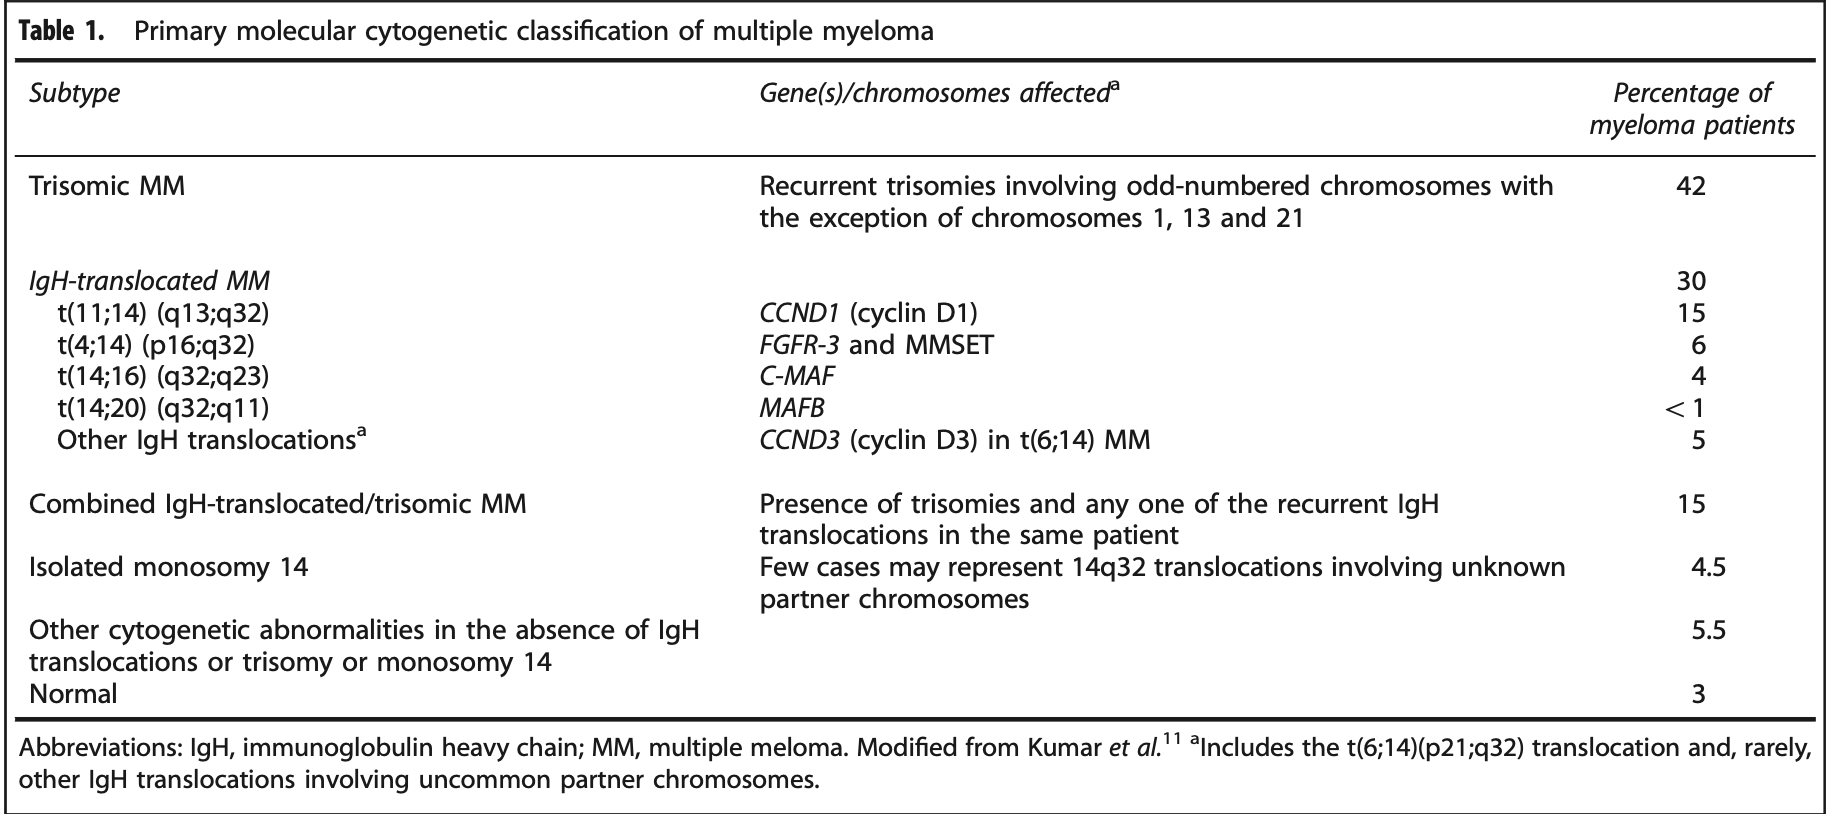 Table 1. Primary molecular cytogenetic classification of multiple myeloma
Subtype Gene(s)/chromosomes affectedᵃ Percentage of
myeloma patients
Trisomic MM Recurrent trisomies involving odd-numbered chromosomes with 42
the exception of chromosomes 1, 13 and 21
IgH-translocated MM 30
t(11;14) (q13;q32) CCND1 (cyclin D1) 15
t(4;14) (p16;q32) FGFR-3 and MMSET 6
t(14;16) (q32;q23) C-MAF 4
t(14;20) (q32;q11) MAFB < 1
Other IgH translocationsᵃ CCND3 (cyclin D3) in t(6;14) MM 5
Combined IgH-translocated/trisomic MM Presence of trisomies and any one of the recurrent IgH 15
translocations in the same patient
Isolated monosomy 14 Few cases may represent 14q32 translocations involving unknown 4.5
partner chromosomes
Other cytogenetic abnormalities in the absence of IgH 5.5
translocations or trisomy or monosomy 14
Normal 3
Abbreviations: IgH, immunoglobulin heavy chain; MM, multiple meloma. Modified from Kumar et al.¹¹ ᵃIncludes the t(6;14)(p21;q32) translocation and, rarely,
other IgH translocations involving uncommon partner chromosomes.